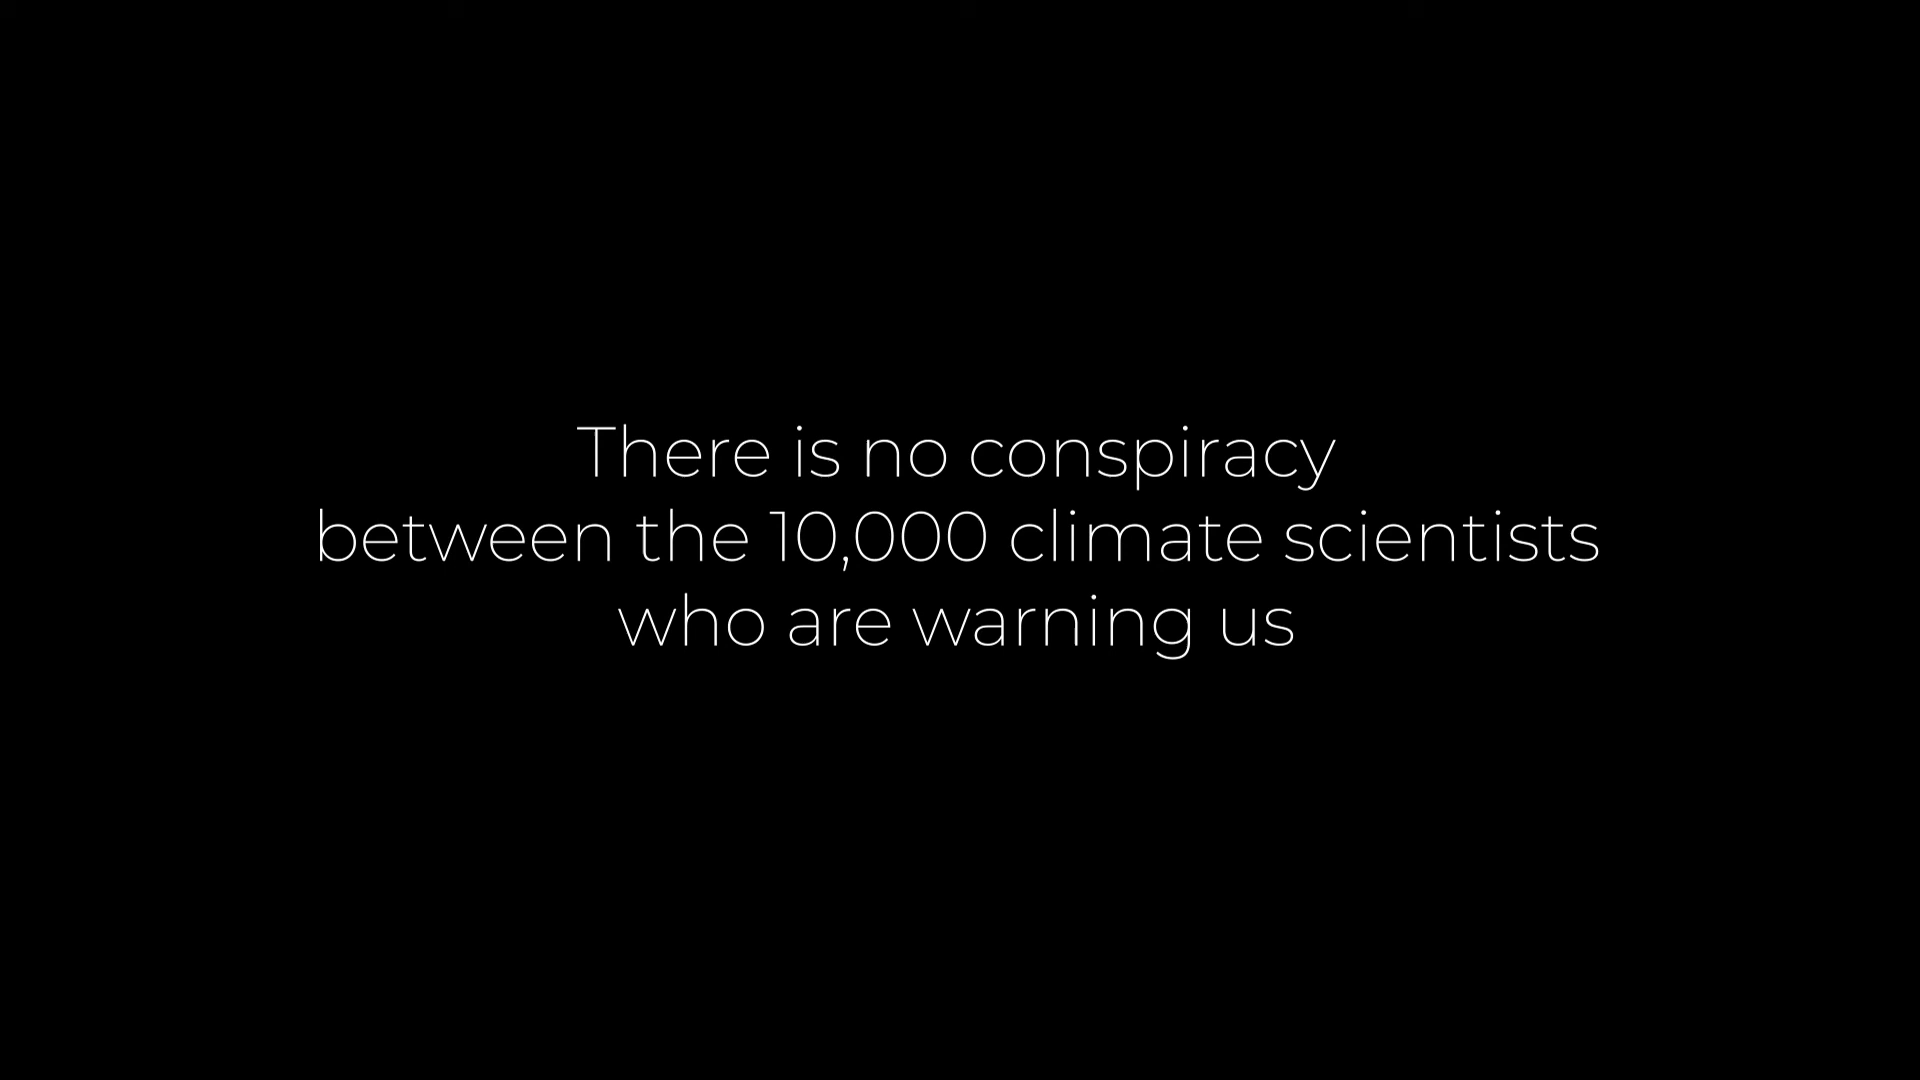 There is no conspiracy
between the 10,000 climate scientists
who are warning us